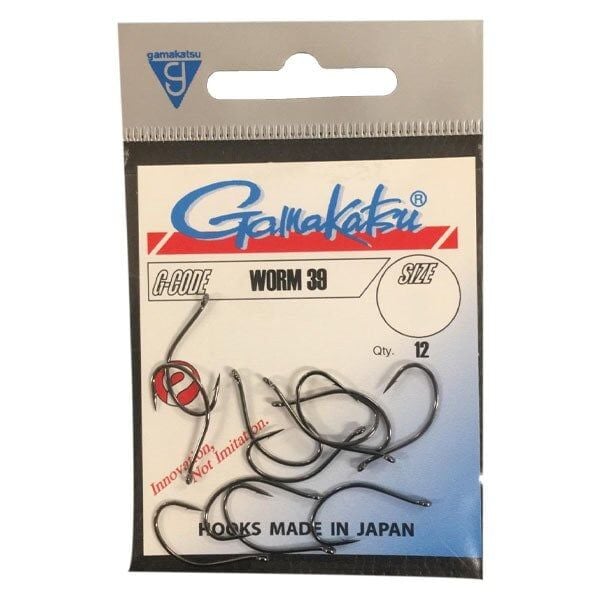 gamakatsu
g
Gamakatsu®
G-CODE WORM 39 SIZE
Qty. 12
Innovation,
Not Imitation.
HOOKS MADE IN JAPAN